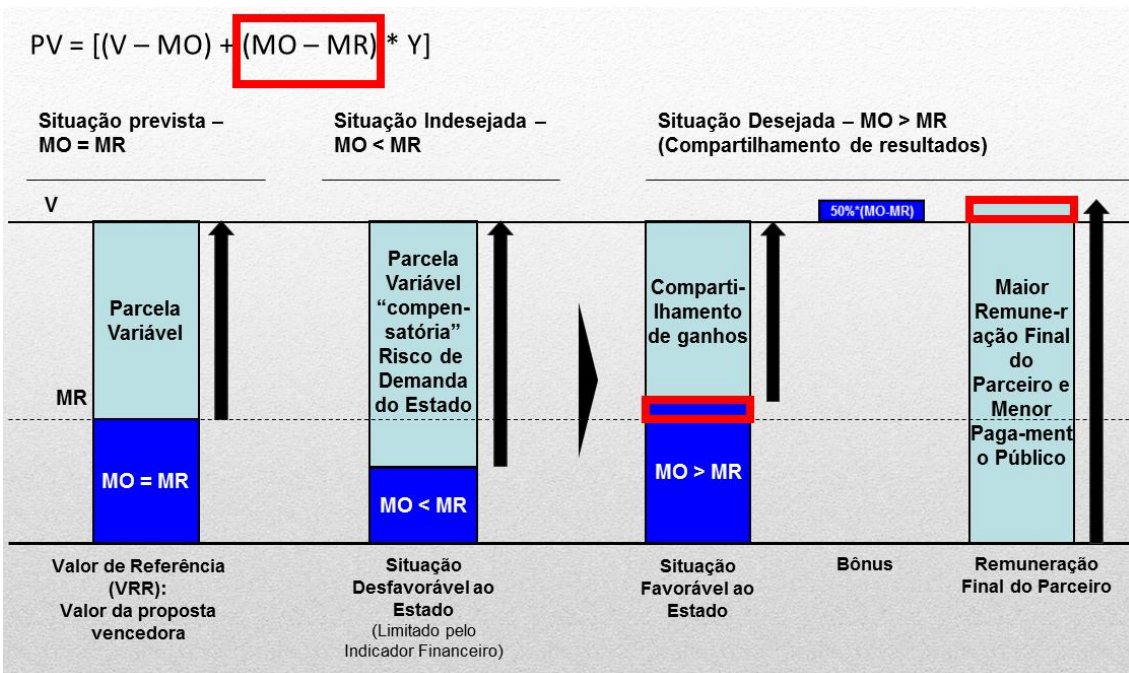 PV = [(V – MO) + (MO – MR) * Y]
Situação prevista –
MO = MR
Situação Indesejada –
MO < MR
Situação Desejada – MO > MR
(Compartilhamento de resultados)
V
MR
Parcela
Variável
MO = MR
Parcela
Variável
“compen-
satória”
Risco de
Demanda
do Estado
MO < MR
Comparti-
lhamento
de ganhos
MO > MR
50%*(MO-MR)
Maior
Remune-r
ação Final
do
Parceiro e
Menor
Paga-ment
o Público
Valor de Referência
(VRR):
Valor da proposta
vencedora
Situação
Desfavorável ao
Estado
(Limitado pelo
Indicador Financeiro)
Situação
Favorável ao
Estado
Bônus
Remuneração
Final do Parceiro